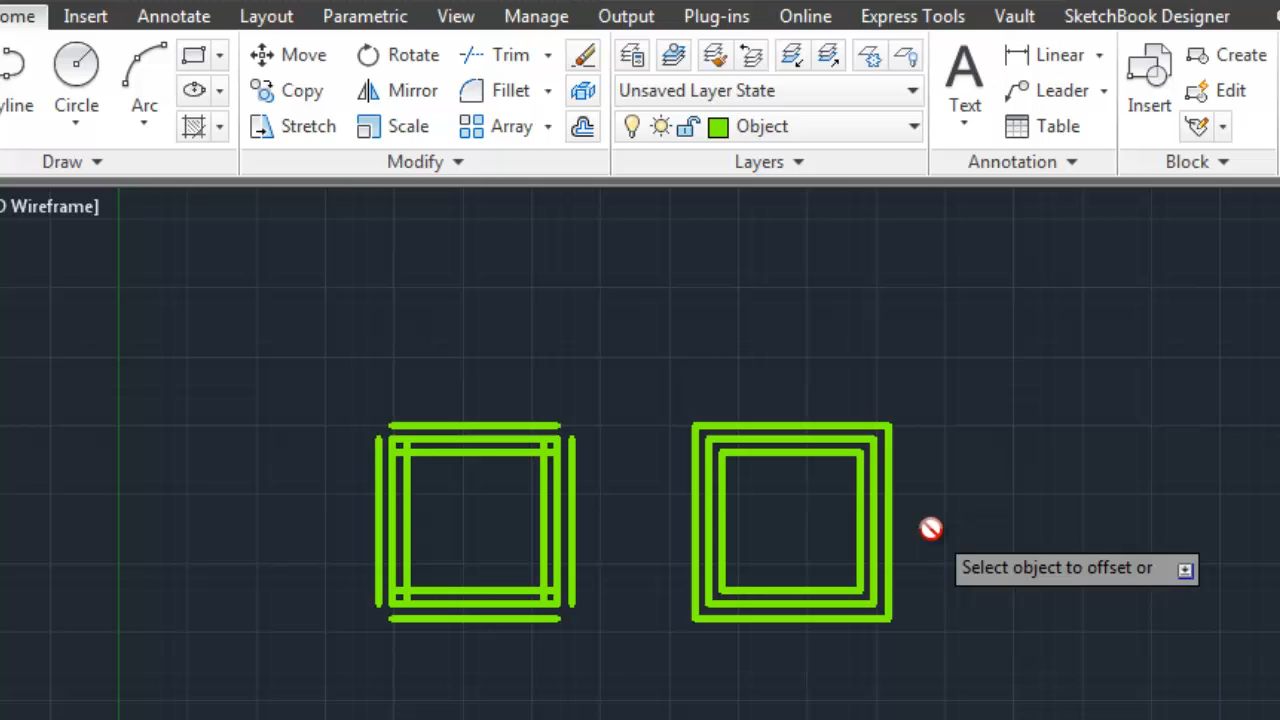 ome Insert Annotate Layout Parametric View Manage Output Plug-ins Online Express Tools Vault SketchBook Designer
Move Rotate Trim Linear Create
yline Circle Arc Copy Mirror Fillet Unsaved Layer State Text Leader Insert Edit
Stretch Scale Array Object Table
Draw Modify Layers Annotation Block
D Wireframe]
Select object to offset or